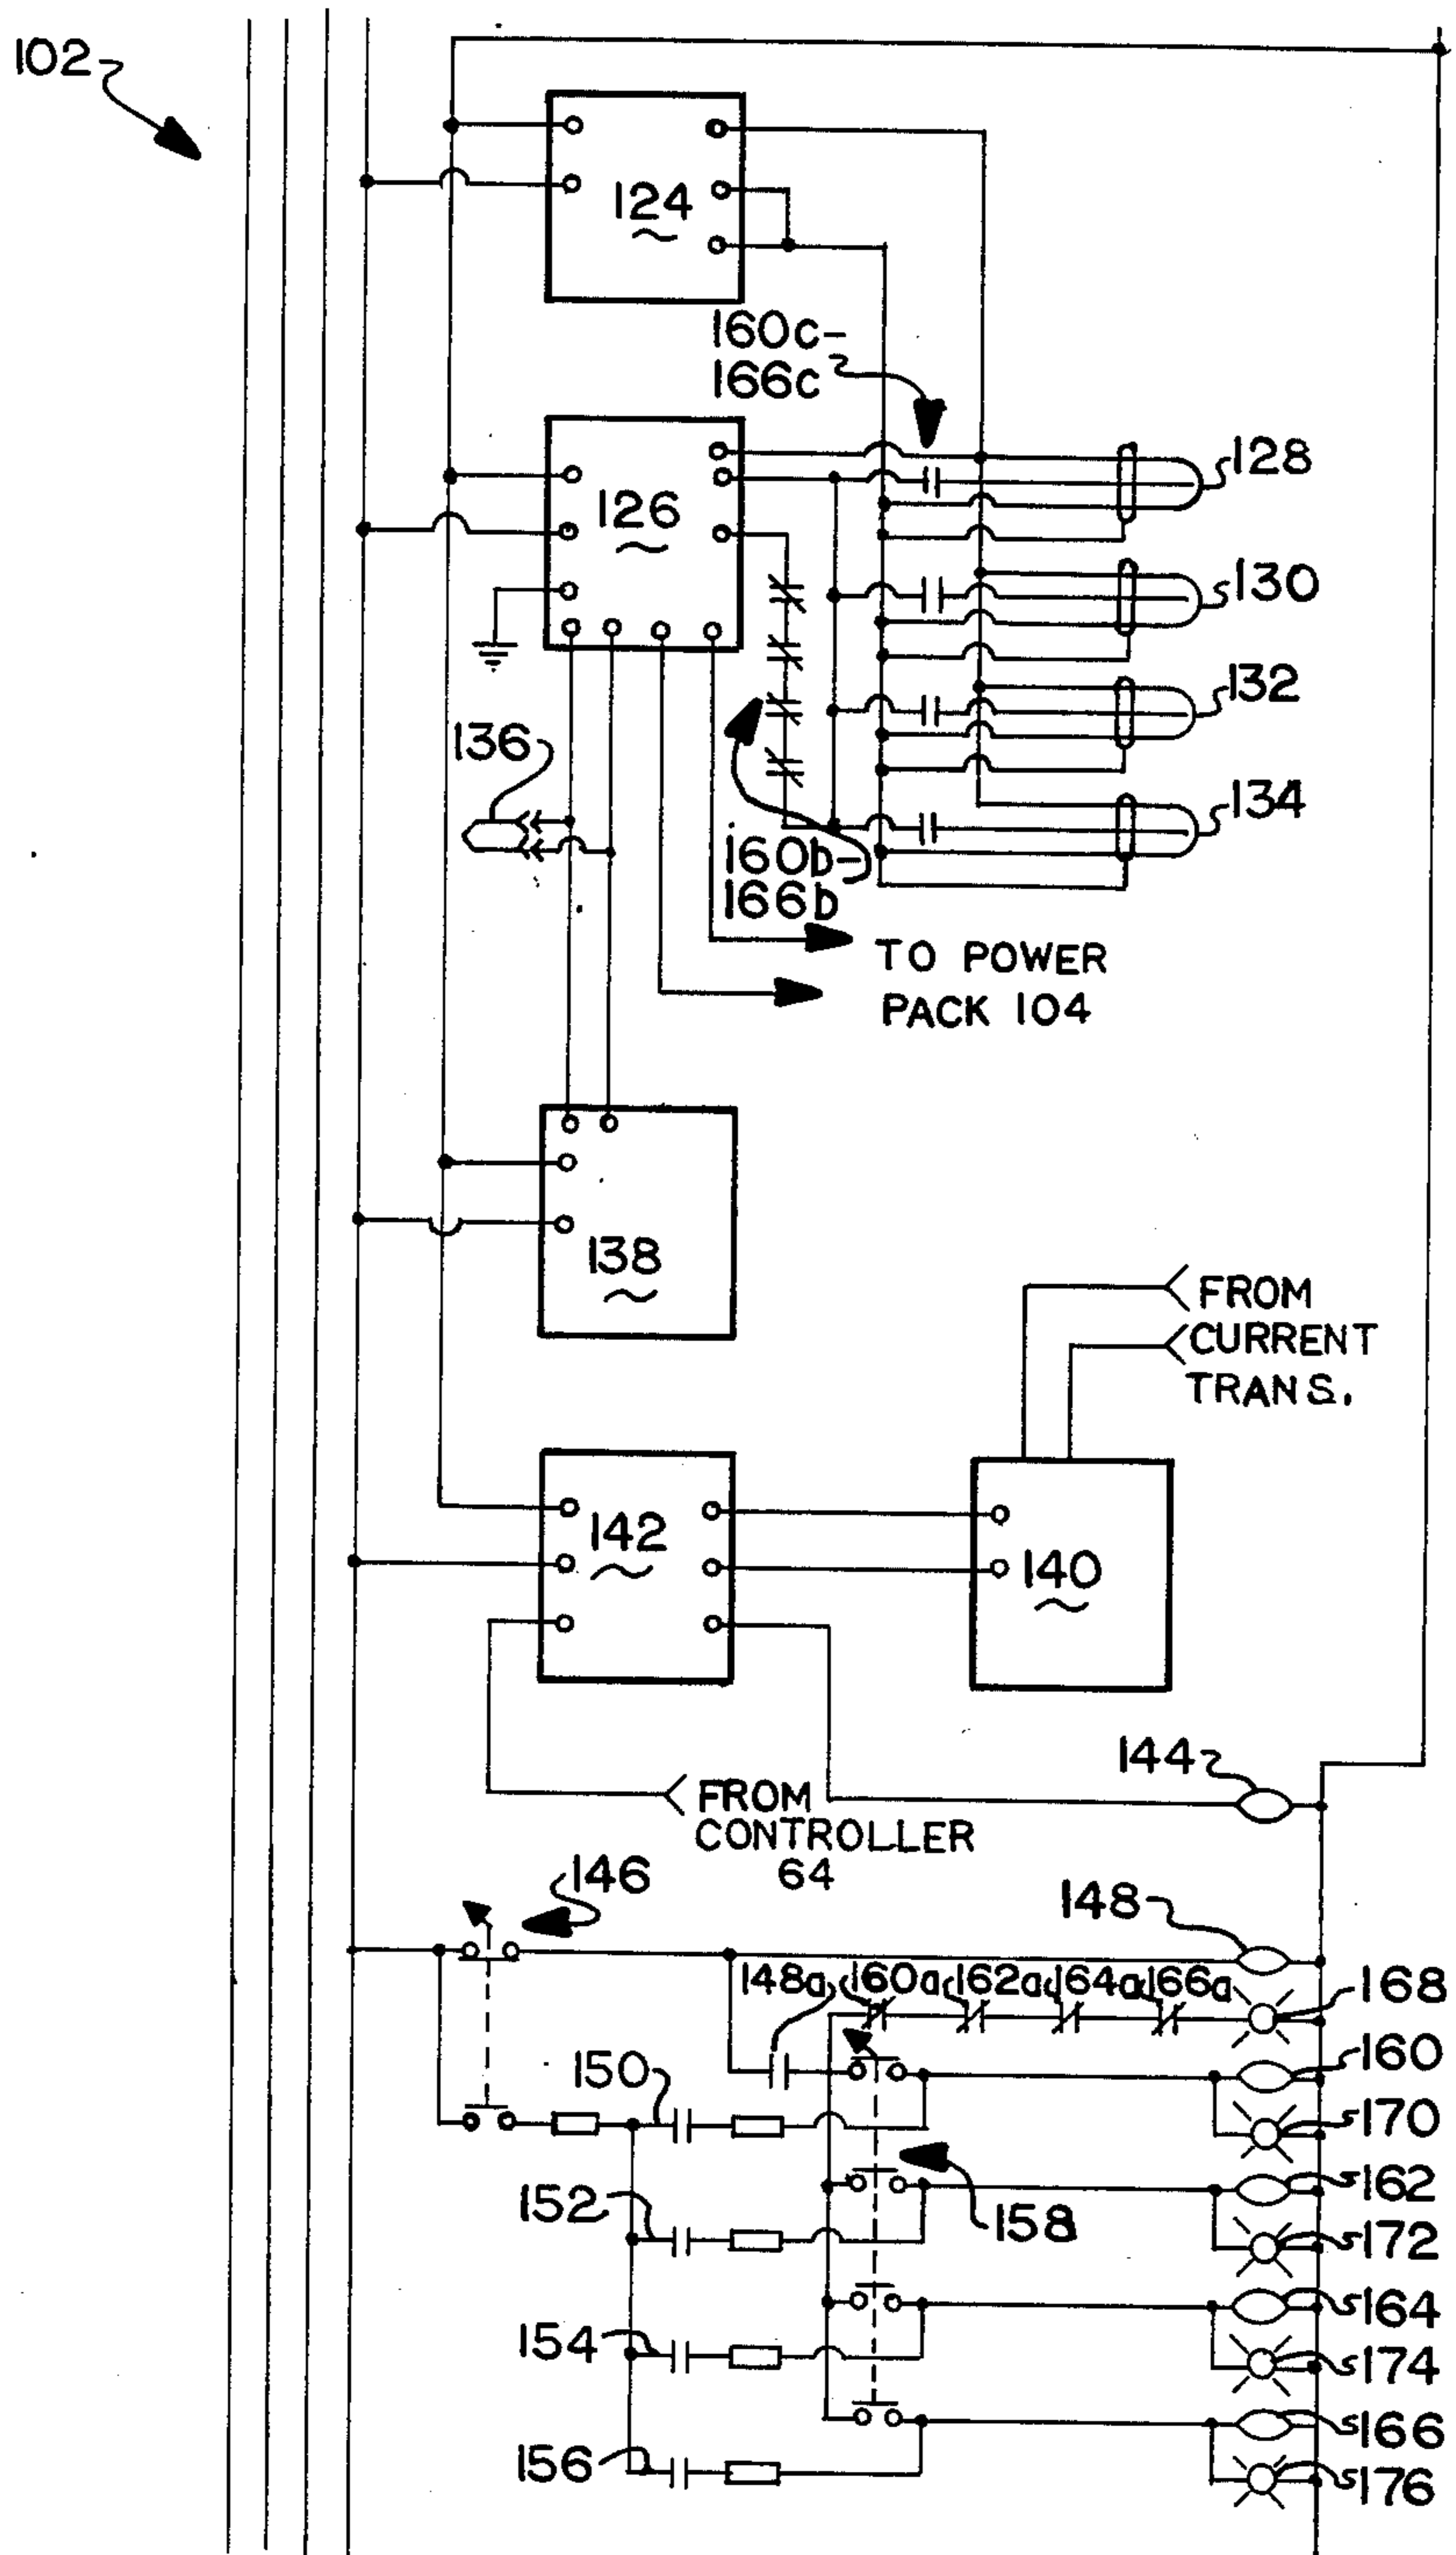 102
124
160c-
166c
126
128
130
132
136
134
160b-
166b
TO POWER
PACK 104
138
FROM
CURRENT
TRANS.
142
140
144
FROM
CONTROLLER
64
146
148
148a 160a 162a 164a 166a
168
160
150
170
162
152
158
172
164
154
174
166
156
176